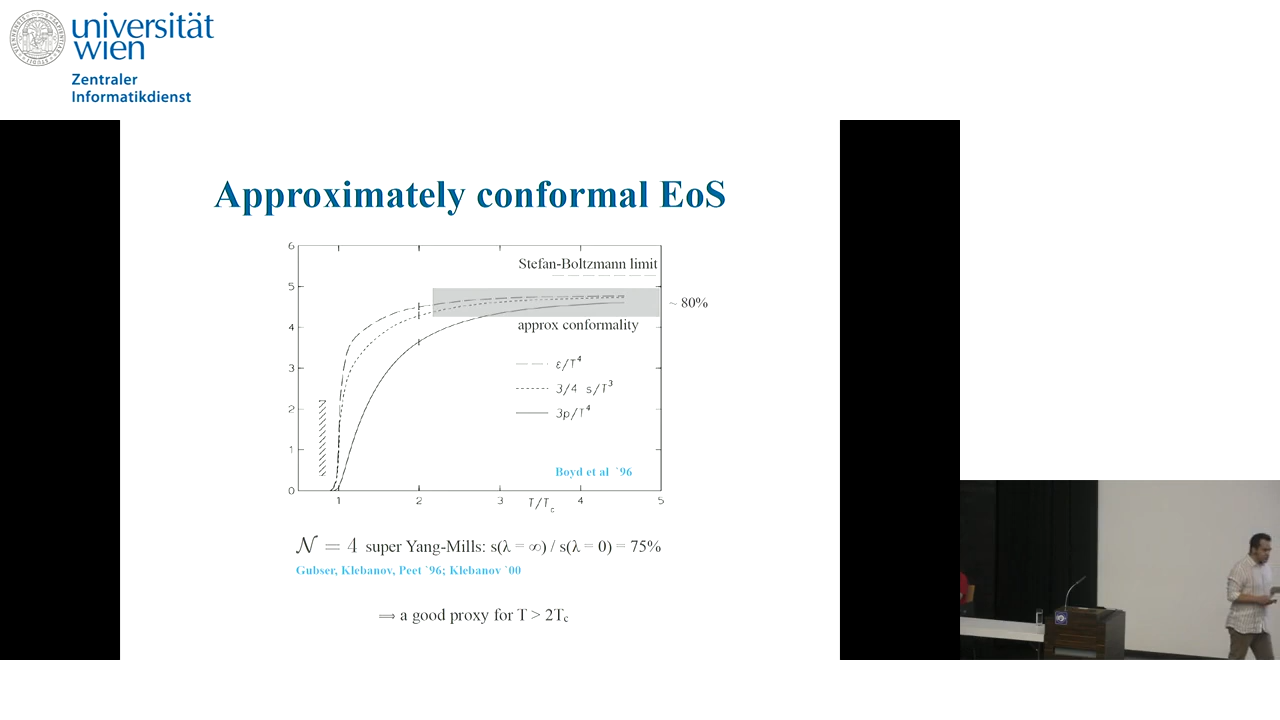 universität
wien
Zentraler
Informatikdienst
Approximately conformal EoS
6
5
4
3
2
1
0
Stefan-Boltzmann limit
~ 80%
approx conformality
ε/T⁴
3/4 s/T³
3p/T⁴
Boyd et al `96
1 2 3 4 5
T/T_c
𝒩 = 4 super Yang-Mills: s(λ = ∞) / s(λ = 0) = 75%
Gubser, Klebanov, Peet `96; Klebanov `00
⟹ a good proxy for T > 2T_c